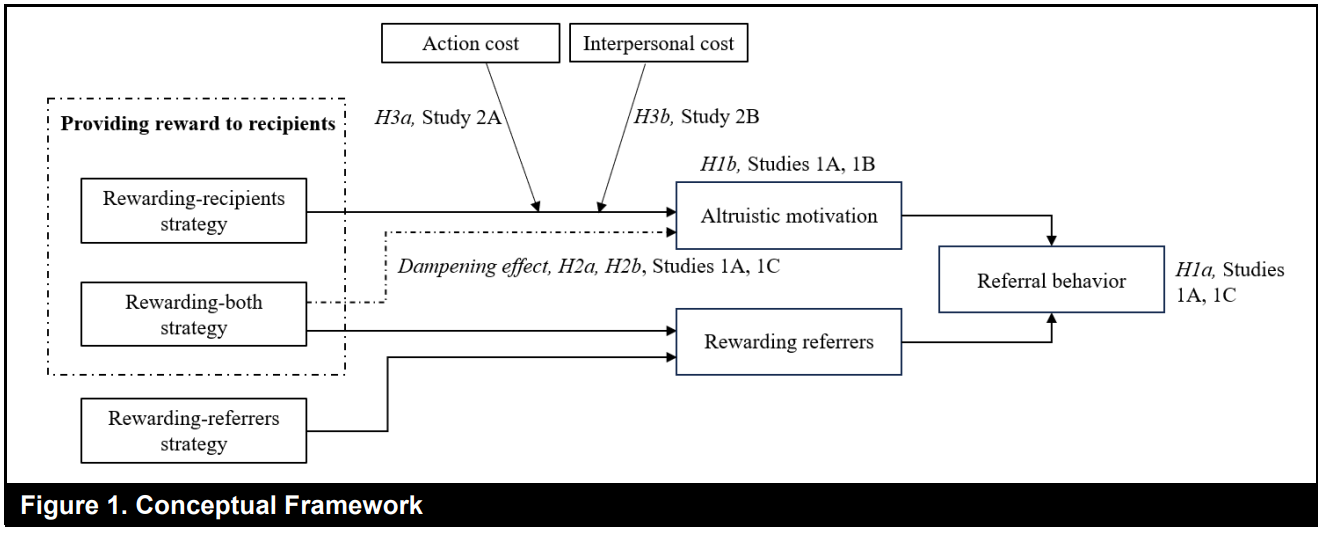 Action cost
Interpersonal cost
H3a, Study 2A
H3b, Study 2B
Providing reward to recipients
H1b, Studies 1A, 1B
Rewarding-recipients
strategy
Altruistic motivation
Dampening effect, H2a, H2b, Studies 1A, 1C
Referral behavior
H1a, Studies
1A, 1C
Rewarding-both
strategy
Rewarding referrers
Rewarding-referrers
strategy
Figure 1. Conceptual Framework